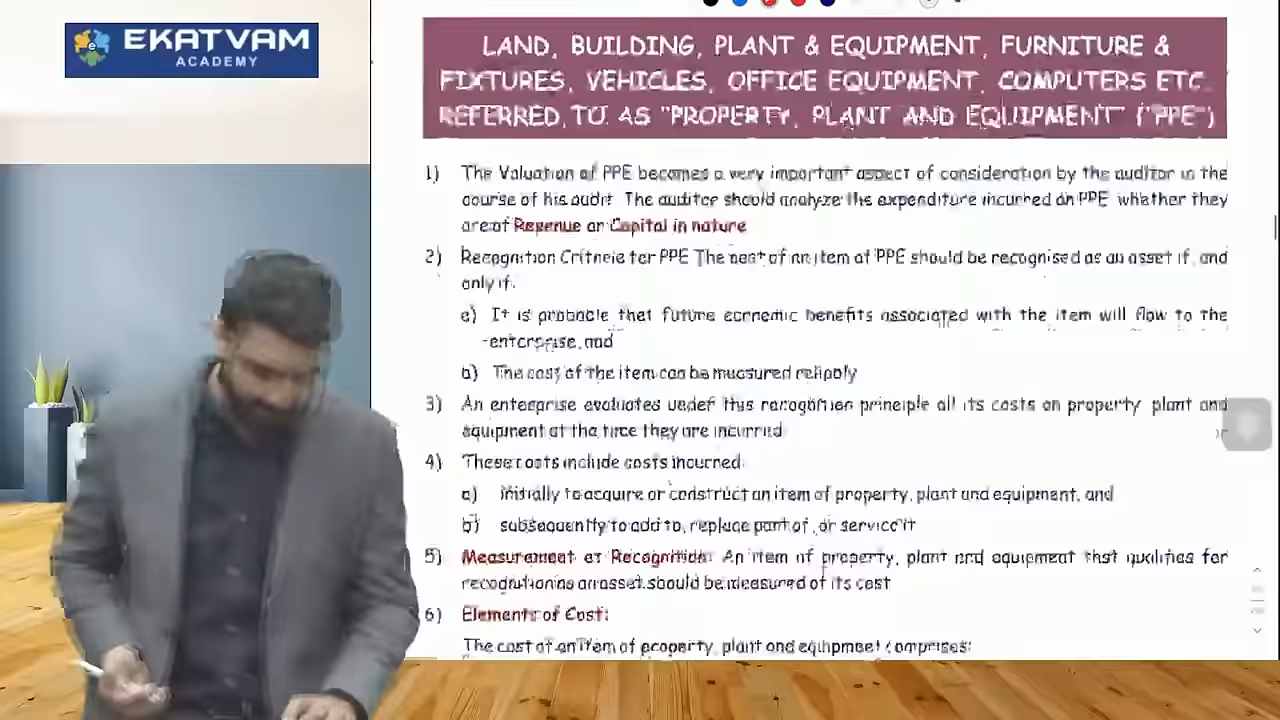 EKATVAM
ACADEMY
LAND, BUILDING, PLANT & EQUIPMENT, FURNITURE &
FIXTURES, VEHICLES, OFFICE EQUIPMENT, COMPUTERS ETC.
REFERRED TO AS "PROPERTY, PLANT AND EQUIPMENT" ("PPE")
1) The Valuation of PPE becomes a very important aspect of consideration by the auditor in the
course of his audit. The auditor should analyze the expenditure incurred on PPE whether they
are of Revenue or Capital in nature
2) Recognition Criteria for PPE The cost of an item of PPE should be recognised as an asset if, and
only if:
a) It is probable that future economic benefits associated with the item will flow to the
enterprise, and
b) The cost of the item can be measured reliably
3) An enterprise evaluates under this recognition principle all its costs on property plant and
equipment at the time they are incurred
4) These costs include costs incurred
a) initially to acquire or construct an item of property, plant and equipment, and
b) subsequently to add to, replace part of, or service it
5) Measurement at Recognition: An item of property, plant and equipment that qualifies for
recognition as an asset should be measured at its cost
6) Elements of Cost:
The cost of an item of property, plant and equipment comprises: